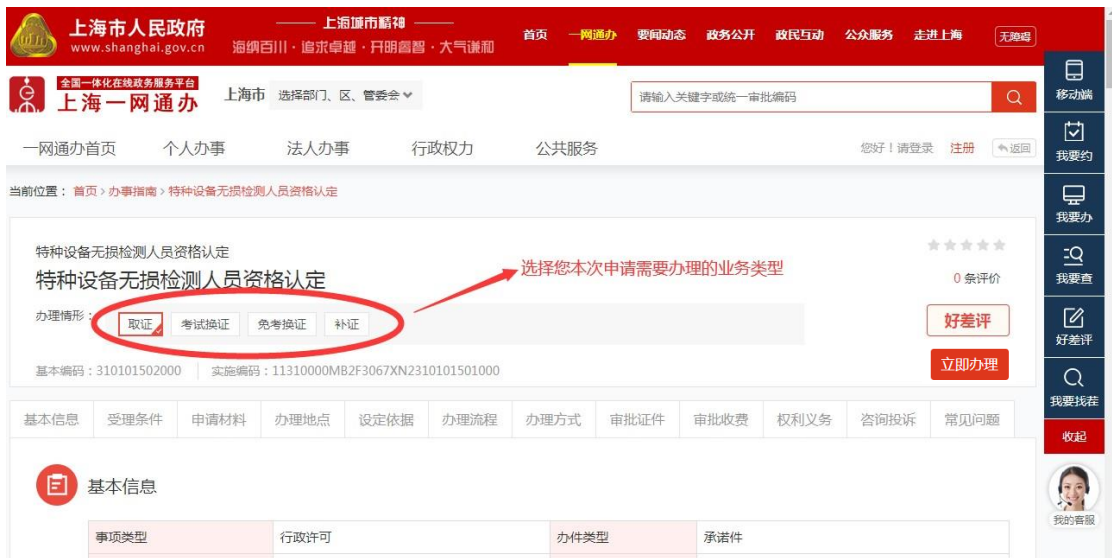 上海市人民政府
www.shanghai.gov.cn
上海城市精神
海纳百川·追求卓越·开明睿智·大气谦和
首页 一网通办 要闻动态 政务公开 政民互动 公众服务 走进上海 无障碍
全国一体化在线政务服务平台
上海一网通办
上海市 选择部门、区、管委会
请输入关键字或统一审批编码
一网通办首页 个人办事 法人办事 行政权力 公共服务 您好！请登录 注册 返回
当前位置： 首页 > 办事指南 > 特种设备无损检测人员资格认定
特种设备无损检测人员资格认定
特种设备无损检测人员资格认定
选择您本次申请需要办理的业务类型
0 条评价
办理情形： 取证 考试换证 免考换证 补证
好差评
立即办理
基本编码：310101502000 实施编码：11310000MB2F3067XN2310101501000
基本信息 受理条件 申请材料 办理地点 设定依据 办理流程 办理方式 审批证件 审批收费 权利义务 咨询投诉 常见问题
基本信息
事项类型 行政许可 办件类型 承诺件
移动端
我要约
我要办
我要查
好差评
我要找茬
收起
我的客服